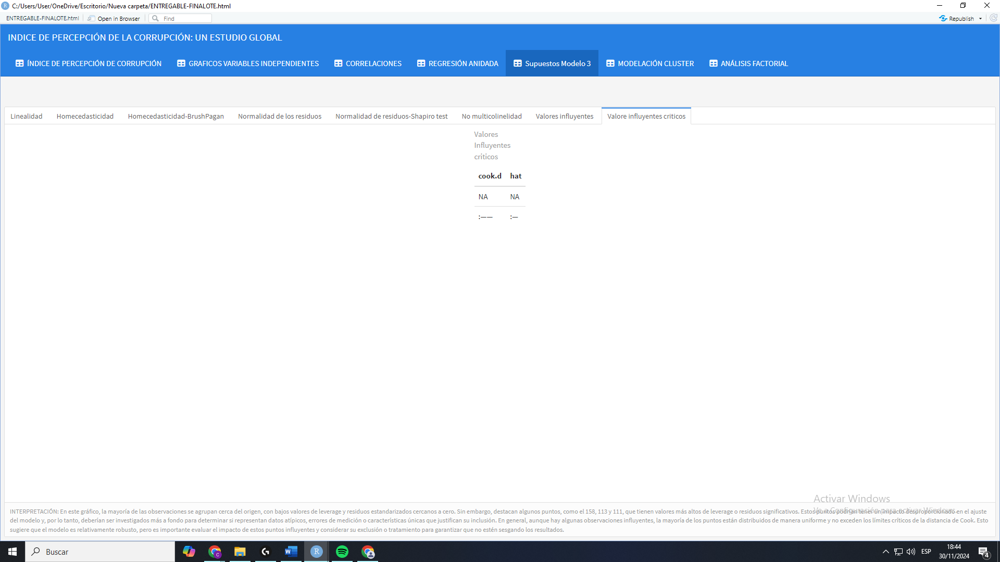 C:/Users/User/OneDrive/Escritorio/Nueva carpeta/ENTREGABLE-FINALOTE.html
ENTREGABLE-FINALOTE.html Open in Browser Find Republish
INDICE DE PERCEPCIÓN DE LA CORRUPCIÓN: UN ESTUDIO GLOBAL
ÍNDICE DE PERCEPCIÓN DE CORRUPCIÓN GRAFICOS VARIABLES INDEPENDIENTES CORRELACIONES REGRESIÓN ANIDADA Supuestos Modelo 3 MODELACIÓN CLUSTER ANÁLISIS FACTORIAL
Linealidad Homecedasticidad Homecedasticidad-BrushPagan Normalidad de los residuos Normalidad de residuos-Shapiro test No multicolinelidad Valores influyentes Valore influyentes criticos
Valores
Influyentes
criticos
cook.d hat
NA NA
:—— :—
Activar Windows
Ve a Configuración para activar Windows.
INTERPRETACIÓN: En este gráfico, la mayoría de las observaciones se agrupan cerca del origen, con bajos valores de leverage y residuos estandarizados cercanos a cero. Sin embargo, destacan algunos puntos, como el 158, 113 y 111, que tienen valores más altos de leverage o residuos significativos. Estos puntos podrían tener un impacto desproporcionado en el ajuste
del modelo y, por lo tanto, deberían ser investigados más a fondo para determinar si representan datos atípicos, errores de medición o características únicas que justifican su inclusión. En general, aunque hay algunas observaciones influyentes, la mayoría de los puntos están distribuidos de manera uniforme y no exceden los límites críticos de la distancia de Cook. Esto
sugiere que el modelo es relativamente robusto, pero es importante evaluar el impacto de estos puntos influyentes y considerar su exclusión o tratamiento para garantizar que no estén sesgando los resultados.
Buscar
ESP
18:44
30/11/2024
4